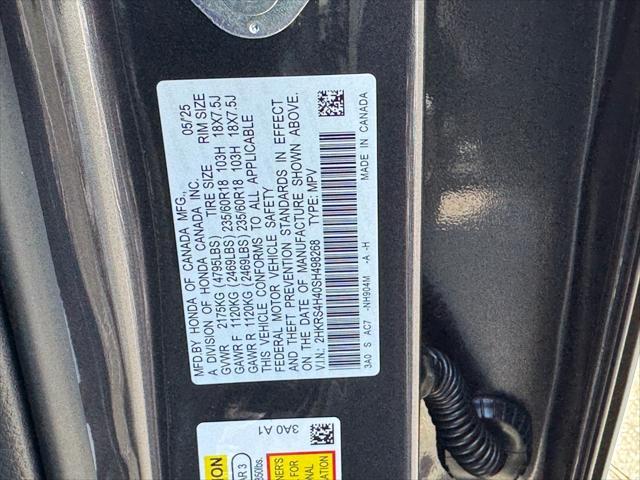 MFD.BY HONDA OF CANADA MFG., 05/25
A DIVISION OF HONDA CANADA INC.
TIRE SIZE RIM SIZE
GVWR 2175KG (4795LBS)
GAWR F 1120KG (2469LBS) 235/60R18 103H 18X7.5J
GAWR R 1120KG (2469LBS) 235/60R18 103H 18X7.5J
THIS VEHICLE CONFORMS TO ALL APPLICABLE
FEDERAL MOTOR VEHICLE SAFETY
AND THEFT PREVENTION STANDARDS IN EFFECT
ON THE DATE OF MANUFACTURE SHOWN ABOVE.
V.I.N.: 2HKRS4H40SH498268 TYPE: MPV
3A0 S AC7 -NH904M -A -H MADE IN CANADA
3A0 A1